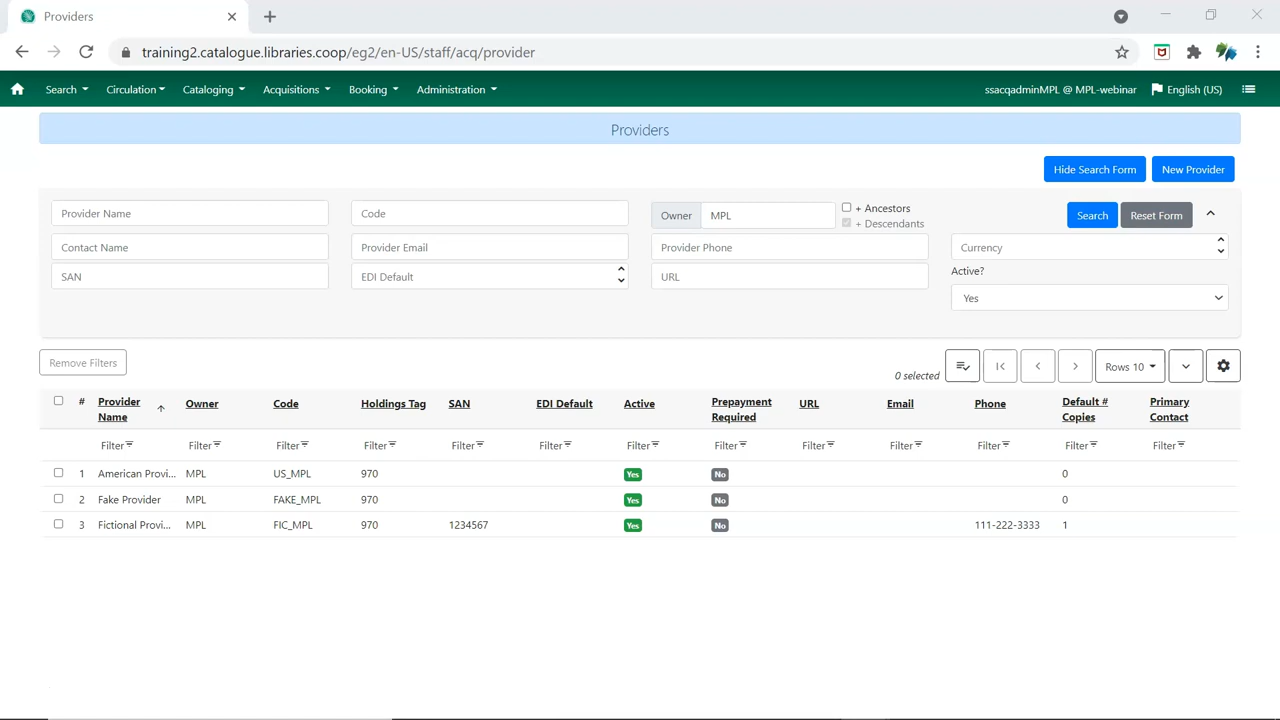 Providers
training2.catalogue.libraries.coop/eg2/en-US/staff/acq/provider
Search Circulation Cataloging Acquisitions Booking Administration ssacqadminMPL @ MPL-webinar English (US)
Providers
Hide Search Form New Provider
Provider Name Code Owner MPL + Ancestors + Descendants Search Reset Form
Contact Name Provider Email Provider Phone Currency
SAN EDI Default URL Active?
Yes
Remove Filters 0 selected Rows 10
# Provider Name Owner Code Holdings Tag SAN EDI Default Active Prepayment Required URL Email Phone Default # Copies Primary Contact
Filter Filter Filter Filter Filter Filter Filter Filter Filter Filter Filter Filter Filter
1 American Provi... MPL US_MPL 970 Yes No 0
2 Fake Provider MPL FAKE_MPL 970 Yes No 0
3 Fictional Provi... MPL FIC_MPL 970 1234567 Yes No 111-222-3333 1